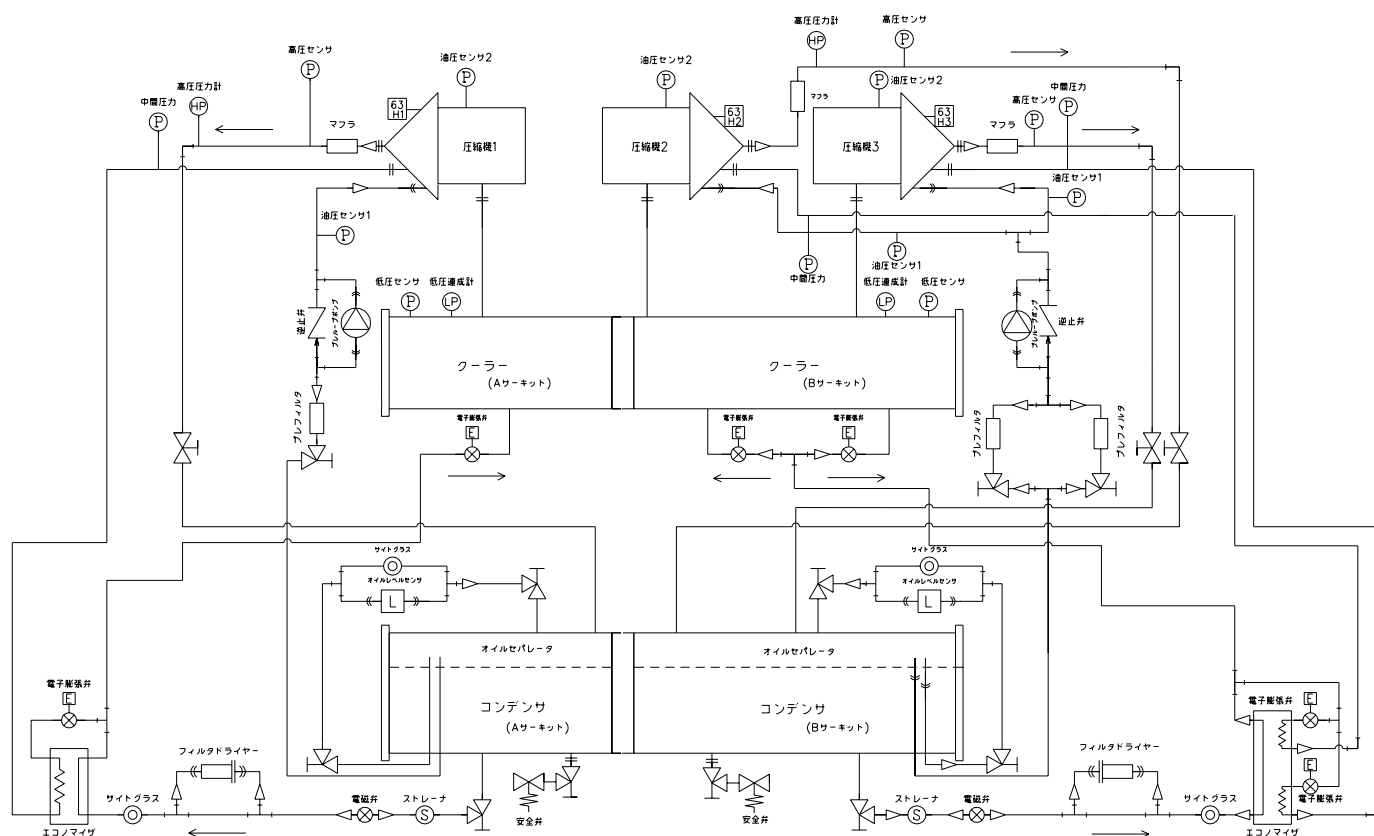 高圧圧力計
高圧センサ
HP
P
高圧センサ
P
油圧センサ2
P
油圧センサ2
P
高圧圧力計
HP
中間圧力
P
マフラ
63
H1
圧縮機1
圧縮機2
63
H2
マフラ
P
油圧センサ2
圧縮機3
63
H3
マフラ
高圧センサ
P
中間圧力
P
油圧センサ1
P
油圧センサ1
P
P
中間圧力
P
油圧センサ1
低圧センサ
P
低圧連成計
LP
低圧連成計
LP
低圧センサ
P
逆止弁
プレルーブポンプ
プレルーブポンプ
逆止弁
クーラー
(Aサーキット)
クーラー
(Bサーキット)
プレフィルタ
電子膨張弁
E
電子膨張弁
E
電子膨張弁
E
プレフィルタ
プレフィルタ
サイトグラス
オイルレベルセンサ
L
サイトグラス
オイルレベルセンサ
L
オイルセパレータ
オイルセパレータ
コンデンサ
(Aサーキット)
コンデンサ
(Bサーキット)
電子膨張弁
E
フィルタドライヤー
サイトグラス
エコノマイザ
電磁弁
ストレーナ
S
安全弁
安全弁
ストレーナ
S
電磁弁
フィルタドライヤー
サイトグラス
E
電子膨張弁
E
電子膨張弁
エコノマイザ